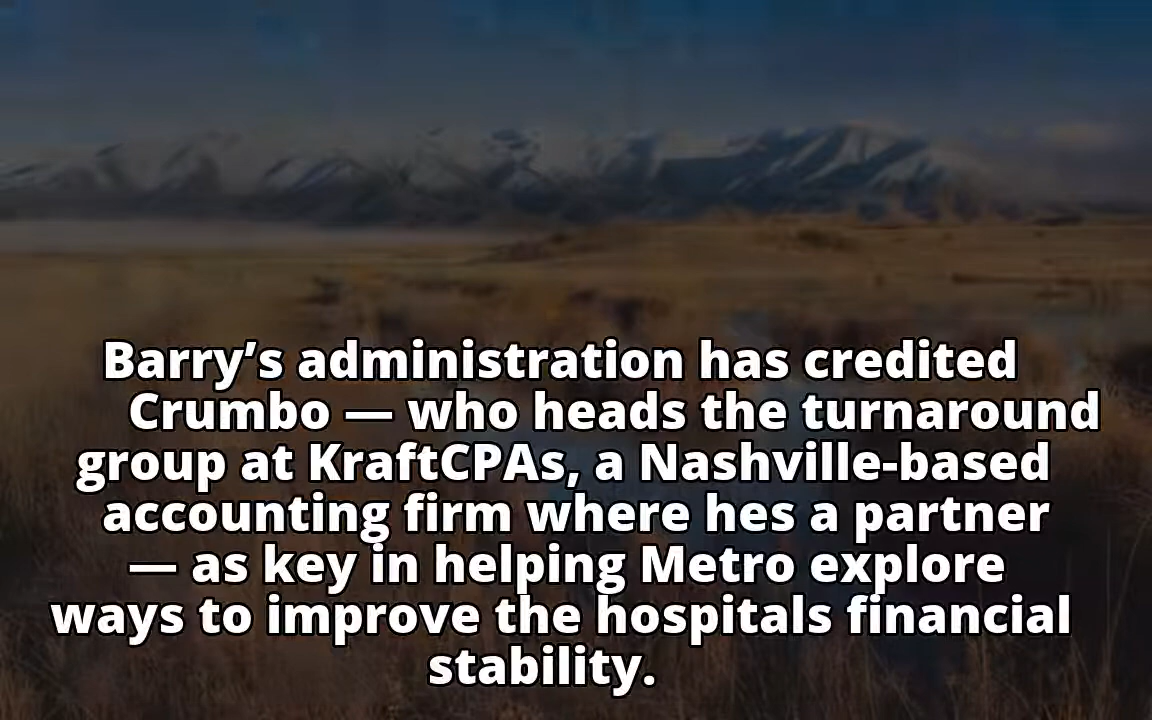 Barry’s administration has credited
Crumbo — who heads the turnaround
group at KraftCPAs, a Nashville-based
accounting firm where hes a partner
— as key in helping Metro explore
ways to improve the hospitals financial
stability.